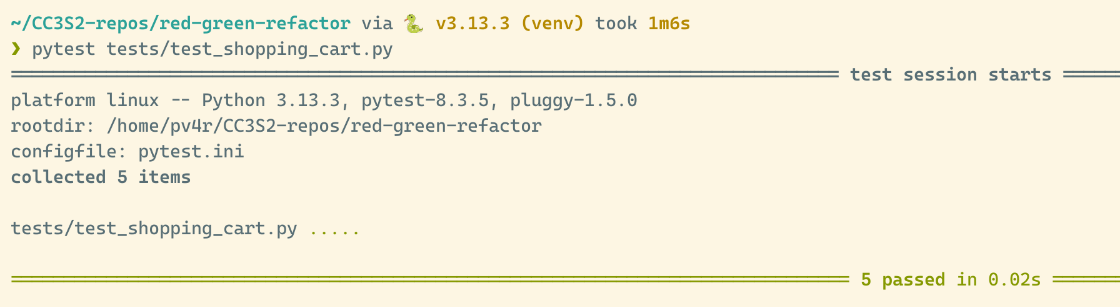 ~/CC3S2-repos/red-green-refactor via 🐍 v3.13.3 (venv) took 1m6s
❯ pytest tests/test_shopping_cart.py
═══════════════════════════════ test session starts ═════
platform linux -- Python 3.13.3, pytest-8.3.5, pluggy-1.5.0
rootdir: /home/pv4r/CC3S2-repos/red-green-refactor
configfile: pytest.ini
collected 5 items
tests/test_shopping_cart.py .....
═══════════════════════════════ 5 passed in 0.02s ═════